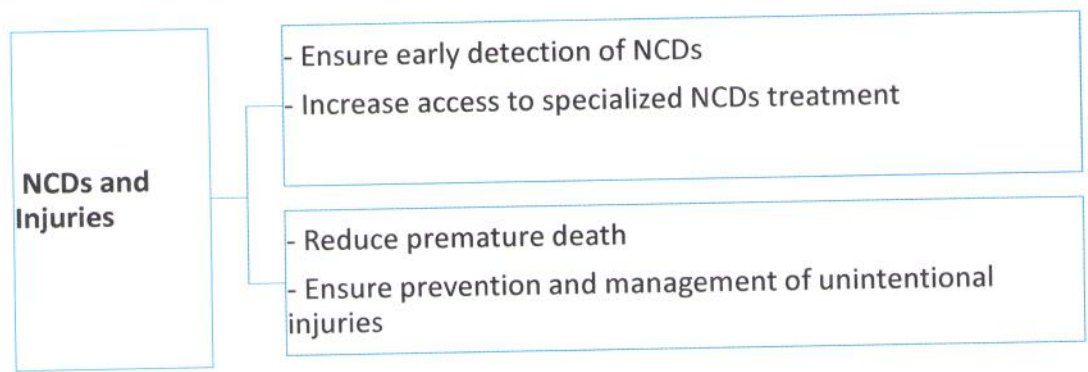 NCDs and
Injuries
- Ensure early detection of NCDs
- Increase access to specialized NCDs treatment
- Reduce premature death
- Ensure prevention and management of unintentional
injuries